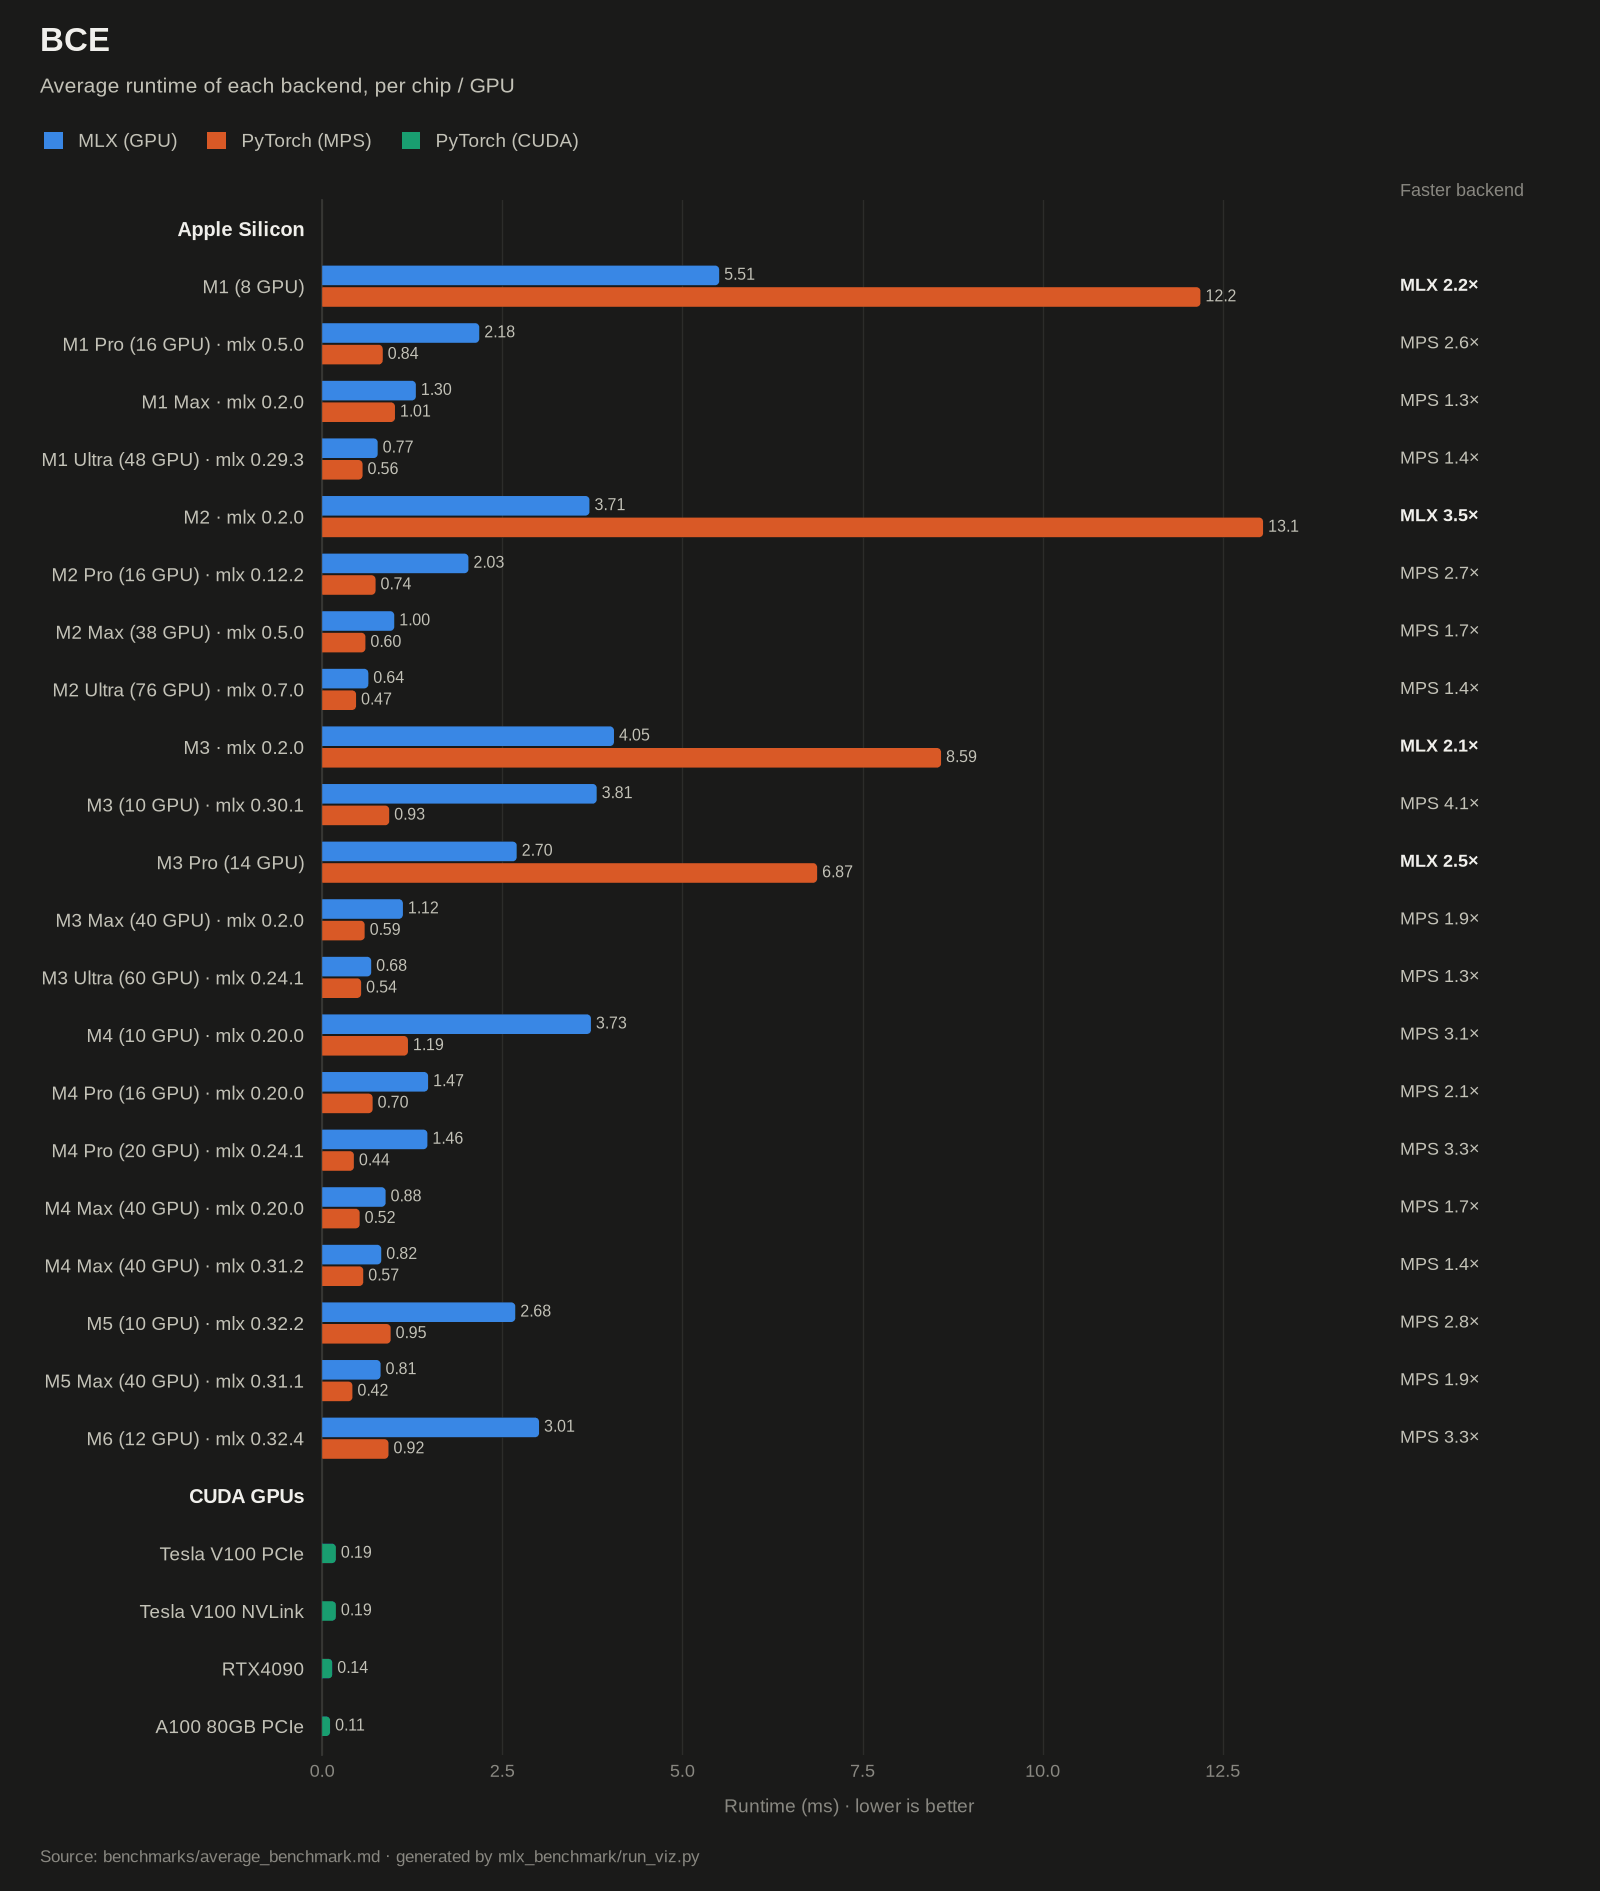 BCE
Average runtime of each backend, per chip / GPU
MLX (GPU) PyTorch (MPS) PyTorch (CUDA)
Faster backend
Apple Silicon
M1 (8 GPU) 5.51 12.2 MLX 2.2×
M1 Pro (16 GPU) · mlx 0.5.0 2.18 0.84 MPS 2.6×
M1 Max · mlx 0.2.0 1.30 1.01 MPS 1.3×
M1 Ultra (48 GPU) · mlx 0.29.3 0.77 0.56 MPS 1.4×
M2 · mlx 0.2.0 3.71 13.1 MLX 3.5×
M2 Pro (16 GPU) · mlx 0.12.2 2.03 0.74 MPS 2.7×
M2 Max (38 GPU) · mlx 0.5.0 1.00 0.60 MPS 1.7×
M2 Ultra (76 GPU) · mlx 0.7.0 0.64 0.47 MPS 1.4×
M3 · mlx 0.2.0 4.05 8.59 MLX 2.1×
M3 (10 GPU) · mlx 0.30.1 3.81 0.93 MPS 4.1×
M3 Pro (14 GPU) 2.70 6.87 MLX 2.5×
M3 Max (40 GPU) · mlx 0.2.0 1.12 0.59 MPS 1.9×
M3 Ultra (60 GPU) · mlx 0.24.1 0.68 0.54 MPS 1.3×
M4 (10 GPU) · mlx 0.20.0 3.73 1.19 MPS 3.1×
M4 Pro (16 GPU) · mlx 0.20.0 1.47 0.70 MPS 2.1×
M4 Pro (20 GPU) · mlx 0.24.1 1.46 0.44 MPS 3.3×
M4 Max (40 GPU) · mlx 0.20.0 0.88 0.52 MPS 1.7×
M4 Max (40 GPU) · mlx 0.31.2 0.82 0.57 MPS 1.4×
M5 (10 GPU) · mlx 0.32.2 2.68 0.95 MPS 2.8×
M5 Max (40 GPU) · mlx 0.31.1 0.81 0.42 MPS 1.9×
M6 (12 GPU) · mlx 0.32.4 3.01 0.92 MPS 3.3×
CUDA GPUs
Tesla V100 PCIe 0.19
Tesla V100 NVLink 0.19
RTX4090 0.14
A100 80GB PCIe 0.11
0.0 2.5 5.0 7.5 10.0 12.5
Runtime (ms) · lower is better
Source: benchmarks/average_benchmark.md · generated by mlx_benchmark/run_viz.py